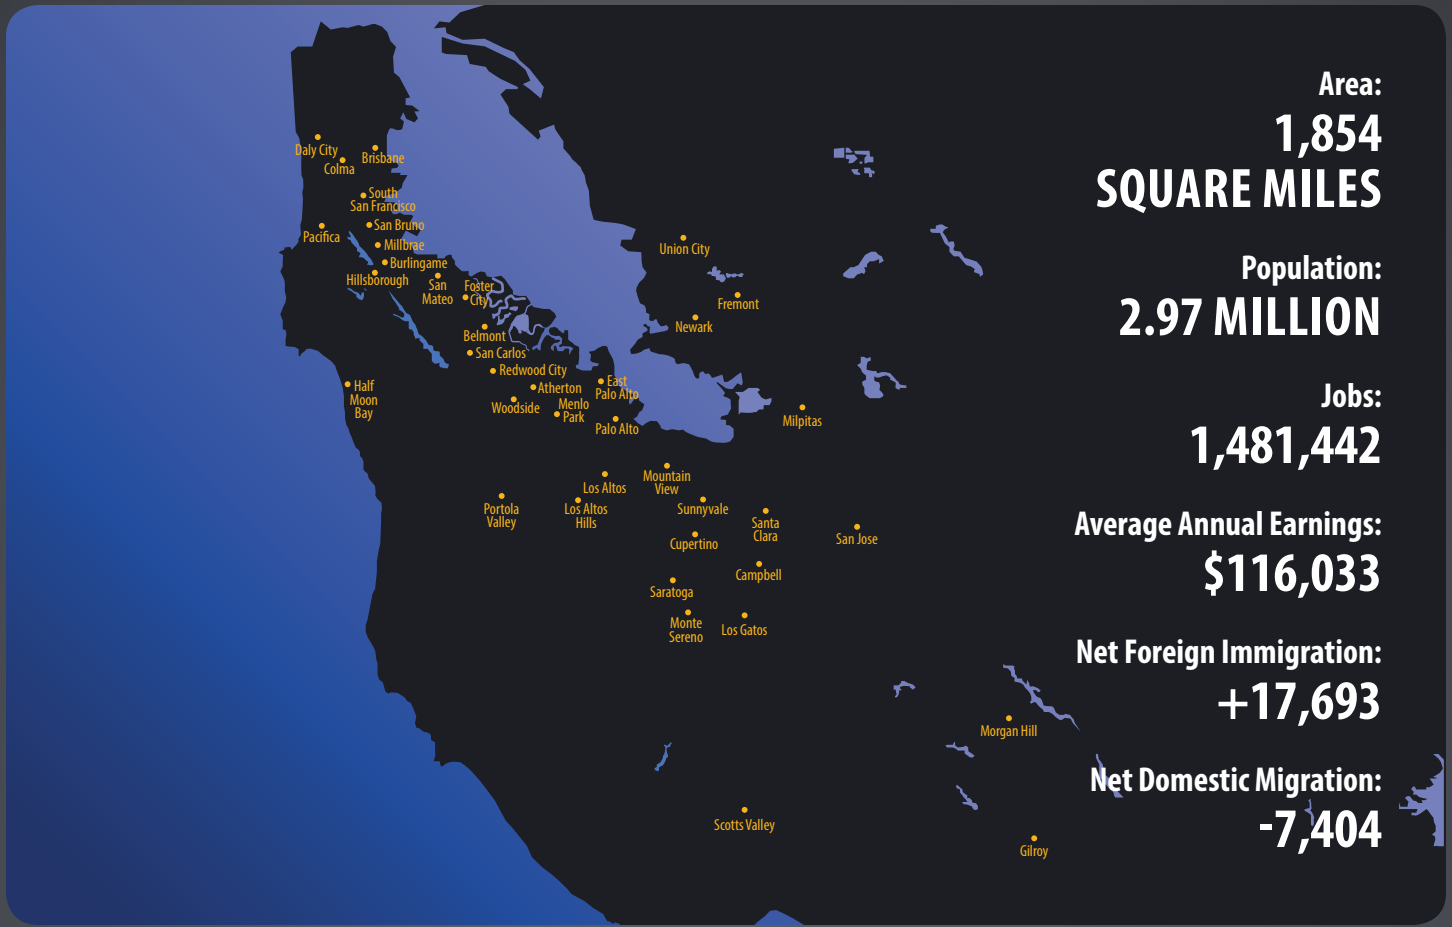 Daly City
Colma
Brisbane
South
San Francisco
San Bruno
Pacifica
Millbrae
Burlingame
Hillsborough
San
Mateo
Foster
City
Belmont
San Carlos
Redwood City
Half
Moon
Bay
Atherton
Woodside
Menlo
Park
East
Palo Alto
Palo Alto
Union City
Fremont
Newark
Milpitas
Mountain
View
Los Altos
Los Altos
Hills
Portola
Valley
Sunnyvale
Santa
Clara
San Jose
Cupertino
Campbell
Saratoga
Monte
Sereno
Los Gatos
Morgan Hill
Scotts Valley
Gilroy
Area:
1,854
SQUARE MILES
Population:
2.97 MILLION
Jobs:
1,481,442
Average Annual Earnings:
$116,033
Net Foreign Immigration:
+17,693
Net Domestic Migration:
-7,404